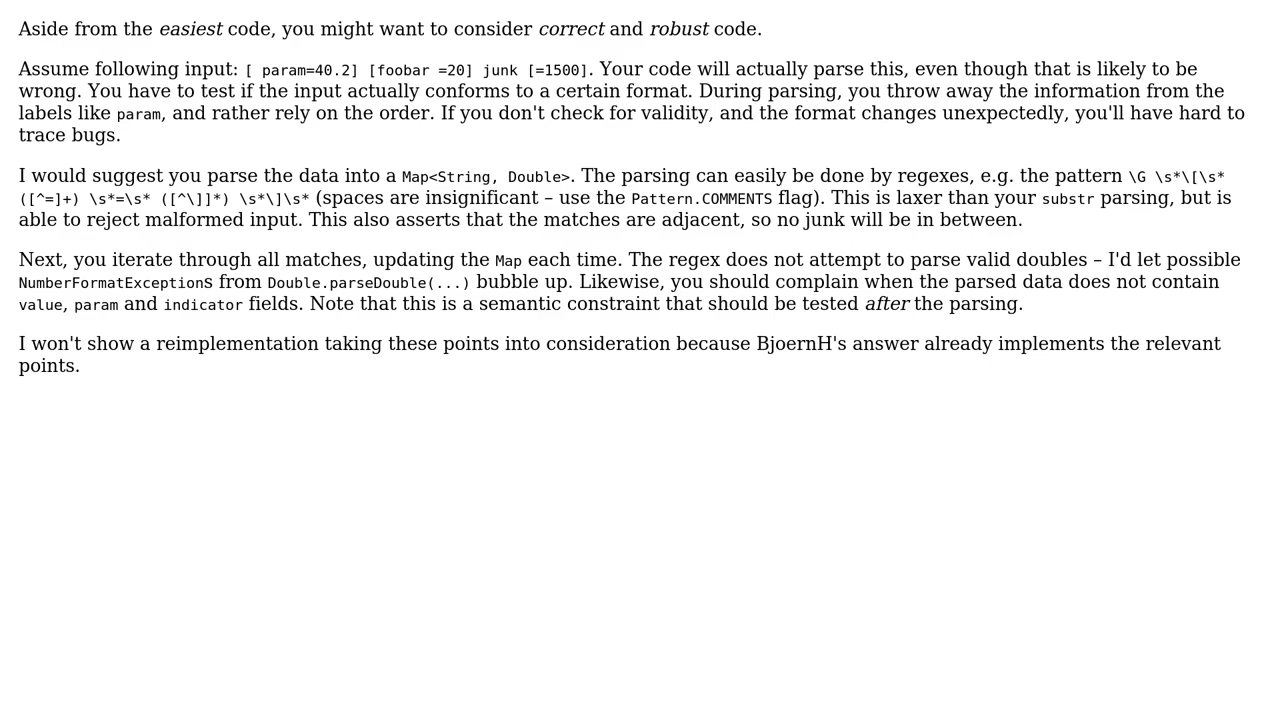 Aside from the easiest code, you might want to consider correct and robust code.
Assume following input: [ param=40.2] [foobar =20] junk [=1500]. Your code will actually parse this, even though that is likely to be
wrong. You have to test if the input actually conforms to a certain format. During parsing, you throw away the information from the
labels like param, and rather rely on the order. If you don't check for validity, and the format changes unexpectedly, you'll have hard to
trace bugs.
I would suggest you parse the data into a Map<String, Double>. The parsing can easily be done by regexes, e.g. the pattern \G \s*\[\s*
([^=]+) \s*=\s* ([^\]]*) \s*\]\s* (spaces are insignificant – use the Pattern.COMMENTS flag). This is laxer than your substr parsing, but is
able to reject malformed input. This also asserts that the matches are adjacent, so no junk will be in between.
Next, you iterate through all matches, updating the Map each time. The regex does not attempt to parse valid doubles – I'd let possible
NumberFormatExceptions from Double.parseDouble(...) bubble up. Likewise, you should complain when the parsed data does not contain
value, param and indicator fields. Note that this is a semantic constraint that should be tested after the parsing.
I won't show a reimplementation taking these points into consideration because BjoernH's answer already implements the relevant
points.